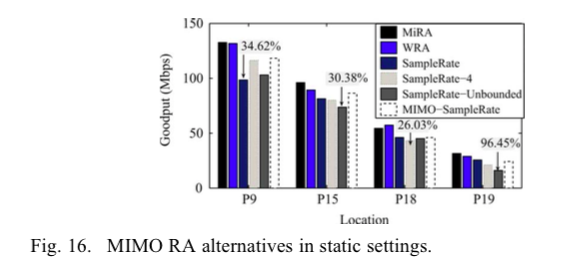 150
100
50
0
Goodput (Mbps)
34.62%
30.38%
26.03%
96.45%
MiRA
WRA
SampleRate
SampleRate-4
SampleRate-Unbounded
MIMO-SampleRate
P9 P15 P18 P19
Location
Fig. 16. MIMO RA alternatives in static settings.